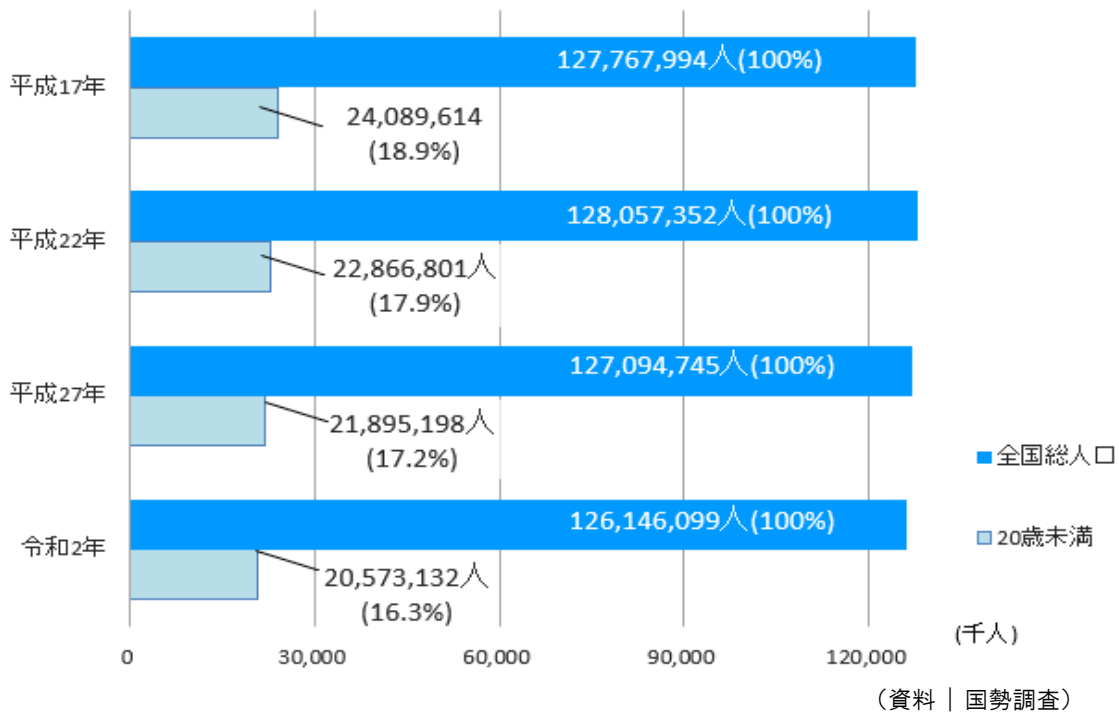 平成17年
127,767,994人(100%)
24,089,614
(18.9%)
平成22年
128,057,352人(100%)
22,866,801人
(17.9%)
平成27年
127,094,745人(100%)
21,895,198人
(17.2%)
令和2年
126,146,099人(100%)
20,573,132人
(16.3%)
全国総人口
20歳未満
(千人)
0 30,000 60,000 90,000 120,000
（資料｜国勢調査）